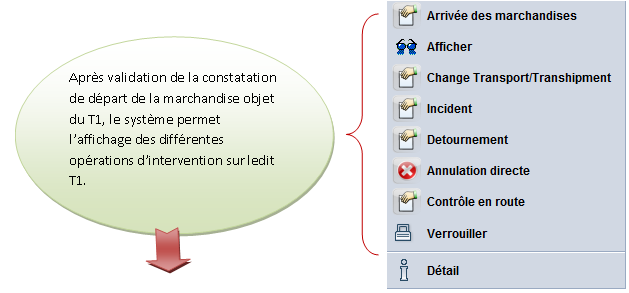 Après validation de la constatation
de départ de la marchandise objet
du T1, le système permet
l'affichage des différentes
opérations d'intervention sur ledit
T1.
Arrivée des marchandises
Afficher
Change Transport/Transhipment
Incident
Detournement
Annulation directe
Contrôle en route
Verrouiller
Détail